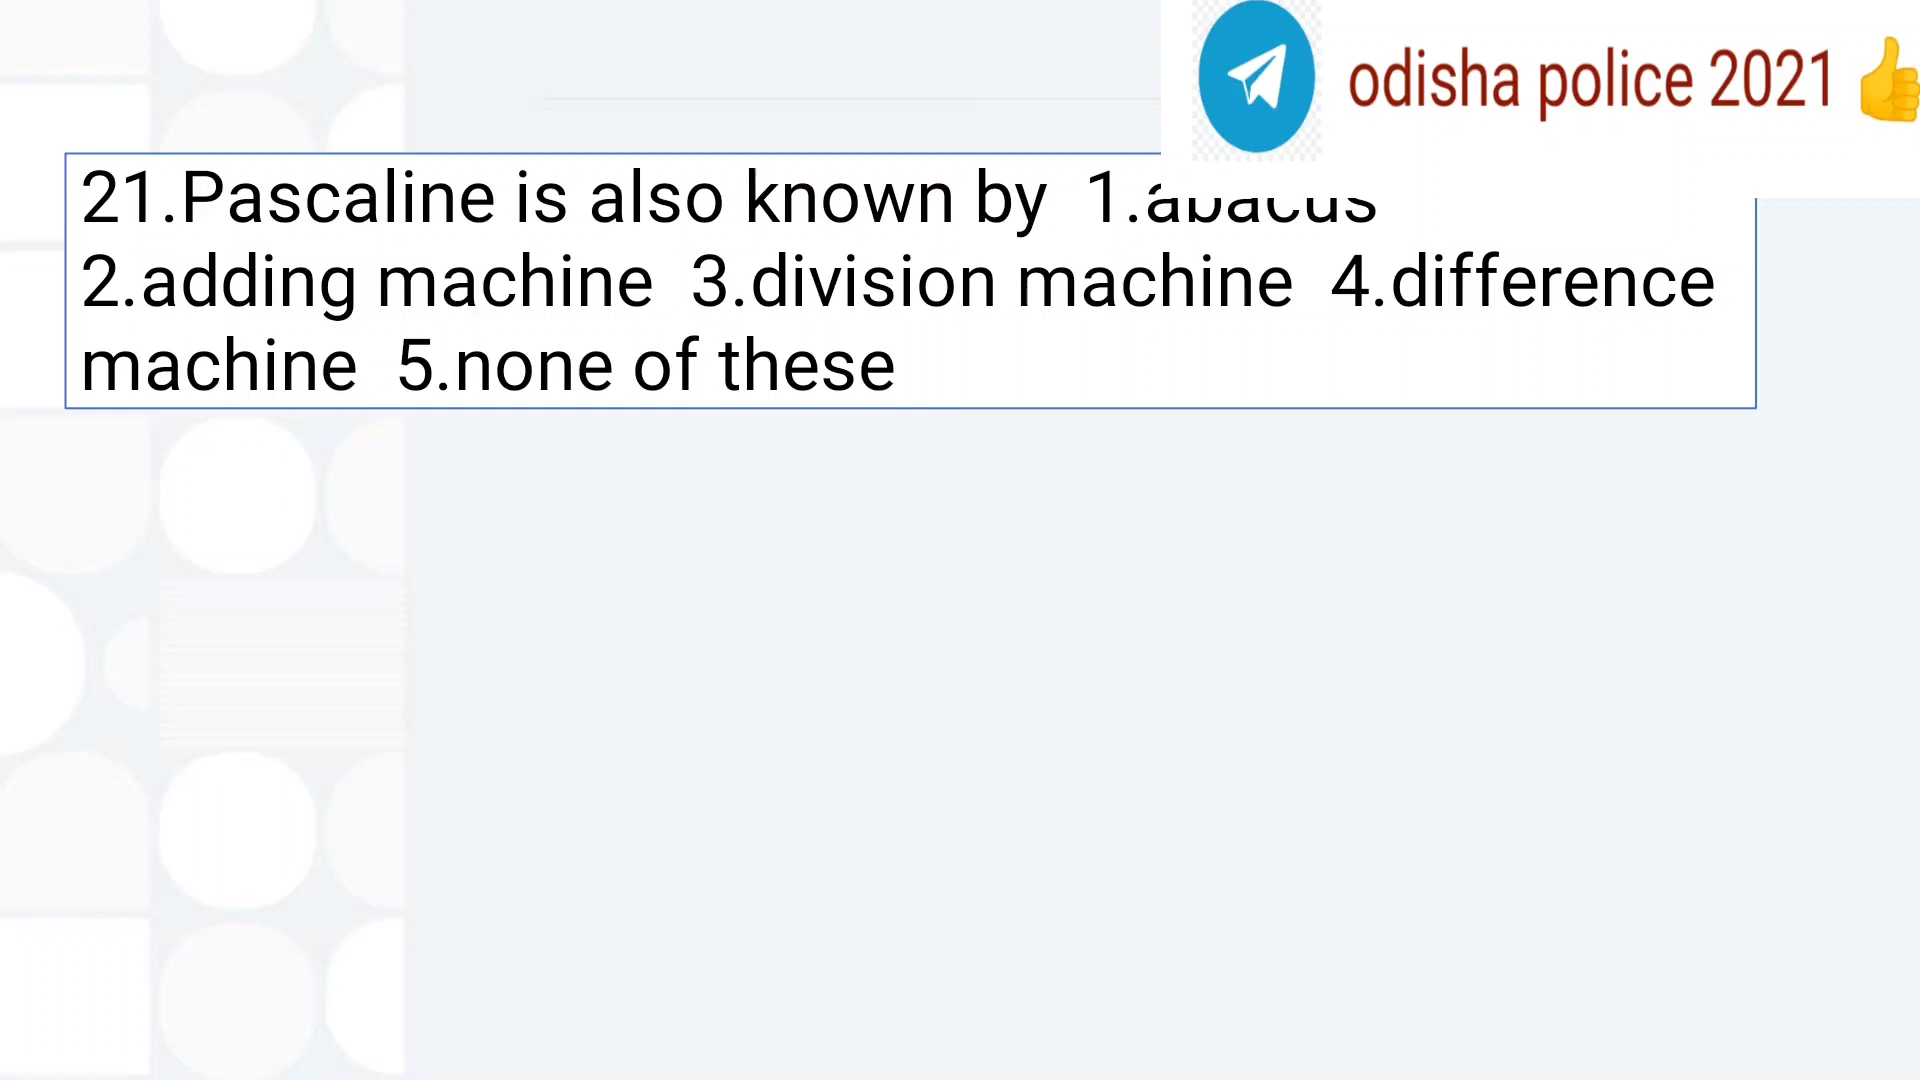 odisha police 2021 👍
21.Pascaline is also known by 1.abacus
2.adding machine 3.division machine 4.difference
machine 5.none of these